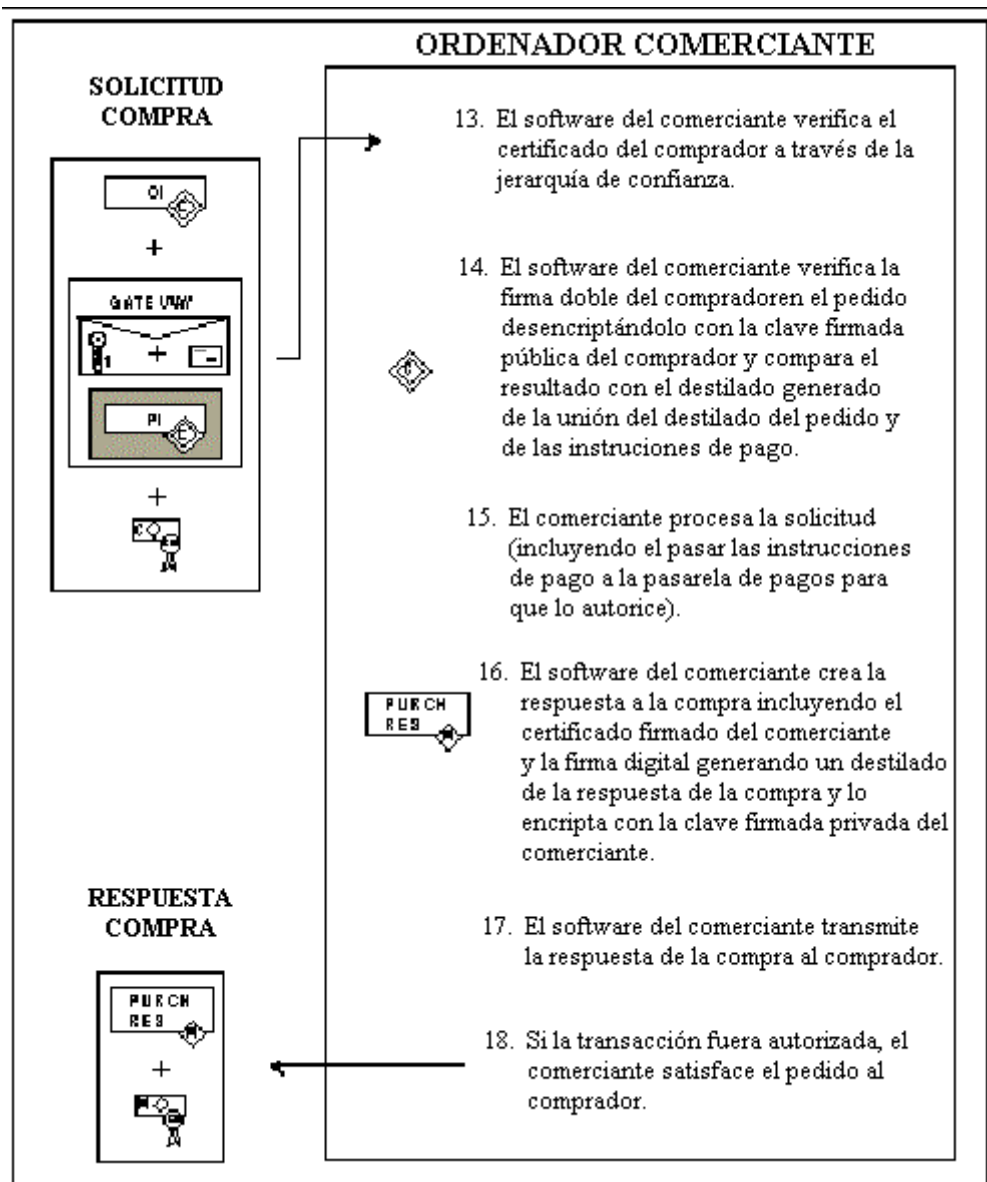 ORDENADOR COMERCIANTE
SOLICITUD
COMPRA
OI
C
+
GATE WAY
1
+
PI
C
+
C
13. El software del comerciante verifica el
certificado del comprador a través de la
jerarquía de confianza.
14. El software del comerciante verifica la
firma doble del compradoren el pedido
desencriptándolo con la clave firmada
pública del comprador y compara el
resultado con el destilado generado
de la unión del destilado del pedido y
de las instruciones de pago.
C
15. El comerciante procesa la solicitud
(incluyendo el pasar las instrucciones
de pago a la pasarela de pagos para
que lo autorice).
16. El software del comerciante crea la
respuesta a la compra incluyendo el
certificado firmado del comerciante
y la firma digital generando un destilado
de la respuesta de la compra y lo
encripta con la clave firmada privada del
comerciante.
PURCH
RES
M
17. El software del comerciante transmite
la respuesta de la compra al comprador.
18. Si la transacción fuera autorizada, el
comerciante satisface el pedido al
comprador.
RESPUESTA
COMPRA
PURCH
RES
M
+
M